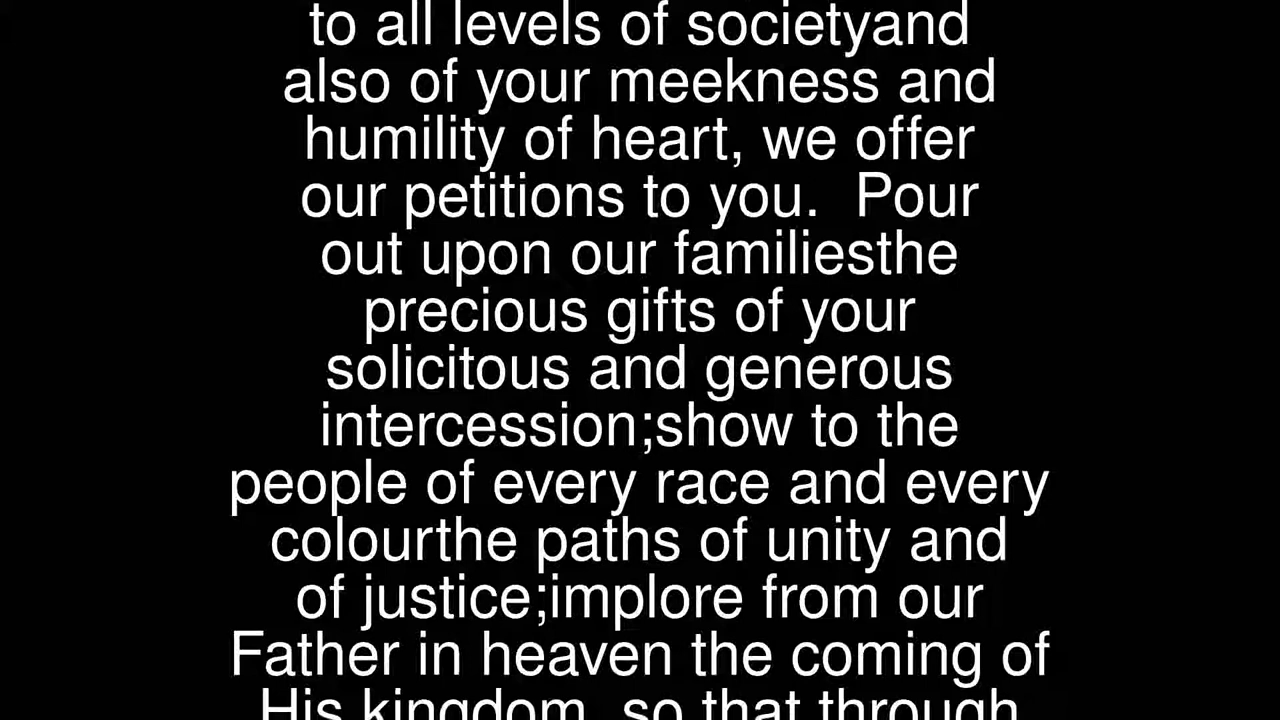 to all levels of societyand
also of your meekness and
humility of heart, we offer
our petitions to you.  Pour
out upon our familiesthe
precious gifts of your
solicitous and generous
intercession;show to the
people of every race and every
colourthe paths of unity and
of justice;implore from our
Father in heaven the coming of
His kingdom, so that through